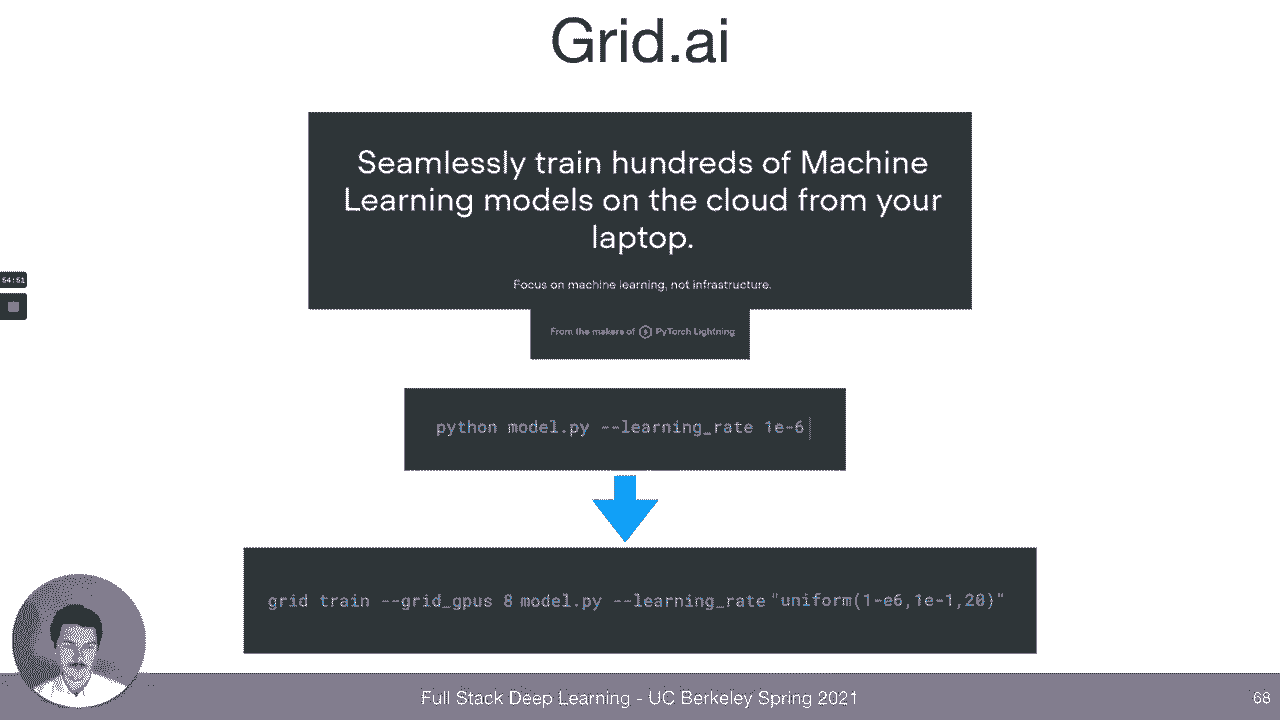 Grid.ai
Seamlessly train hundreds of Machine
Learning models on the cloud from your
laptop.
Focus on machine learning, not infrastructure.
From the makers of PyTorch Lightning
54:51
python model.py --learning_rate 1e-6
grid train --grid_gpus 8 model.py --learning_rate "uniform(1-e6,1e-1,20)"
Full Stack Deep Learning - UC Berkeley Spring 2021
68